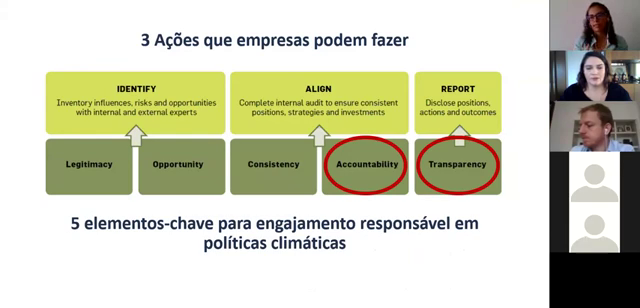 3 Ações que empresas podem fazer
IDENTIFY
Inventory influences, risks and opportunities
with internal and external experts
ALIGN
Complete internal audit to ensure consistent
positions, strategies and investments
REPORT
Disclose positions,
actions and outcomes
Legitimacy
Opportunity
Consistency
Accountability
Transparency
5 elementos-chave para engajamento responsável em
políticas climáticas